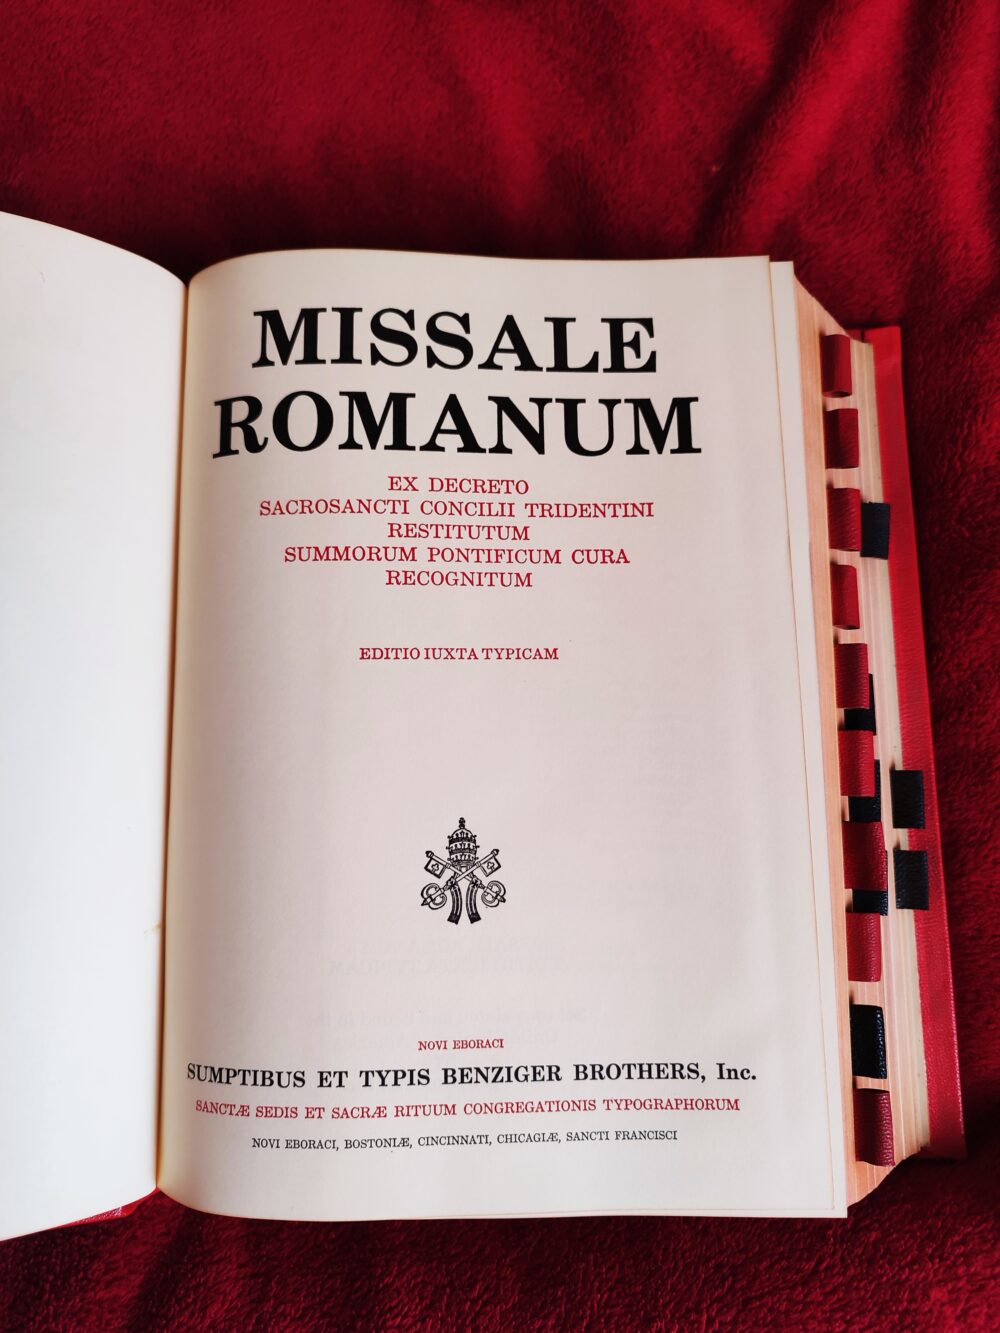 MISSALE
ROMANUM
EX DECRETO
SACROSANCTI CONCILII TRIDENTINI
RESTITUTUM
SUMMORUM PONTIFICUM CURA
RECOGNITUM
EDITIO IUXTA TYPICAM
NOVI EBORACI
SUMPTIBUS ET TYPIS BENZIGER BROTHERS, Inc.
SANCTÆ SEDIS ET SACRÆ RITUUM CONGREGATIONIS TYPOGRAPHORUM
NOVI EBORACI, BOSTONIÆ, CINCINNATI, CHICAGIÆ, SANCTI FRANCISCI